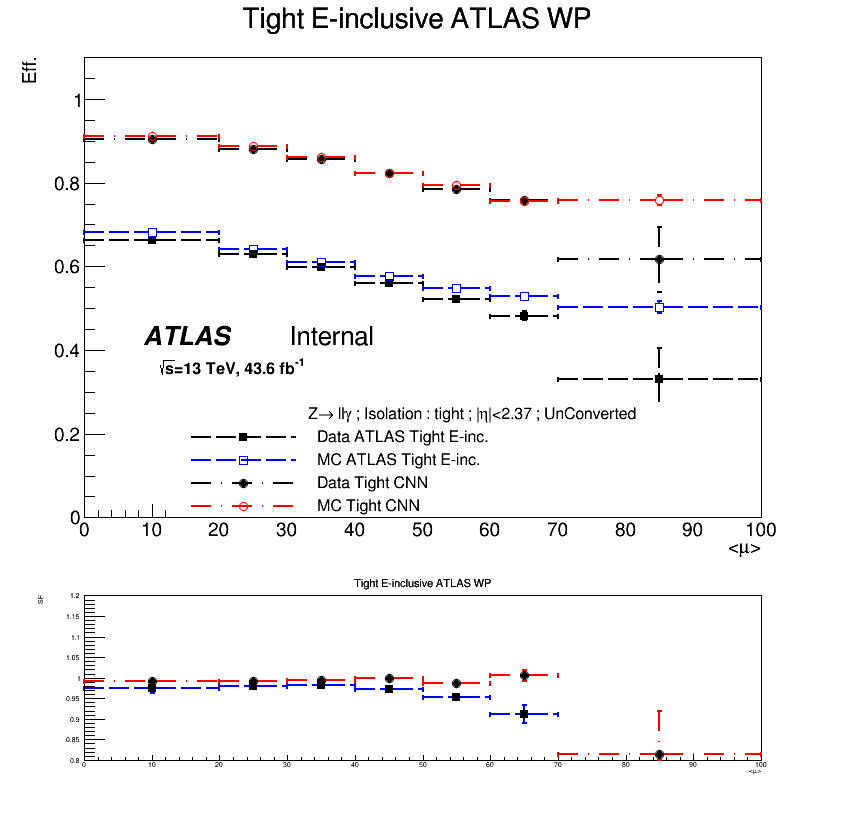 Tight E-inclusive ATLAS WP
Eff.
1
0.8
0.6
0.4
0.2
0
ATLAS Internal
√s=13 TeV, 43.6 fb⁻¹
Z→ llγ ; Isolation : tight ; |η|<2.37 ; UnConverted
Data ATLAS Tight E-inc.
MC ATLAS Tight E-inc.
Data Tight CNN
MC Tight CNN
0 10 20 30 40 50 60 70 80 90 100
<μ>
Tight E-inclusive ATLAS WP
SF
1.2
1.15
1.1
1.05
1
0.95
0.9
0.85
0.8
0 10 20 30 40 50 60 70 80 90 100
<μ>